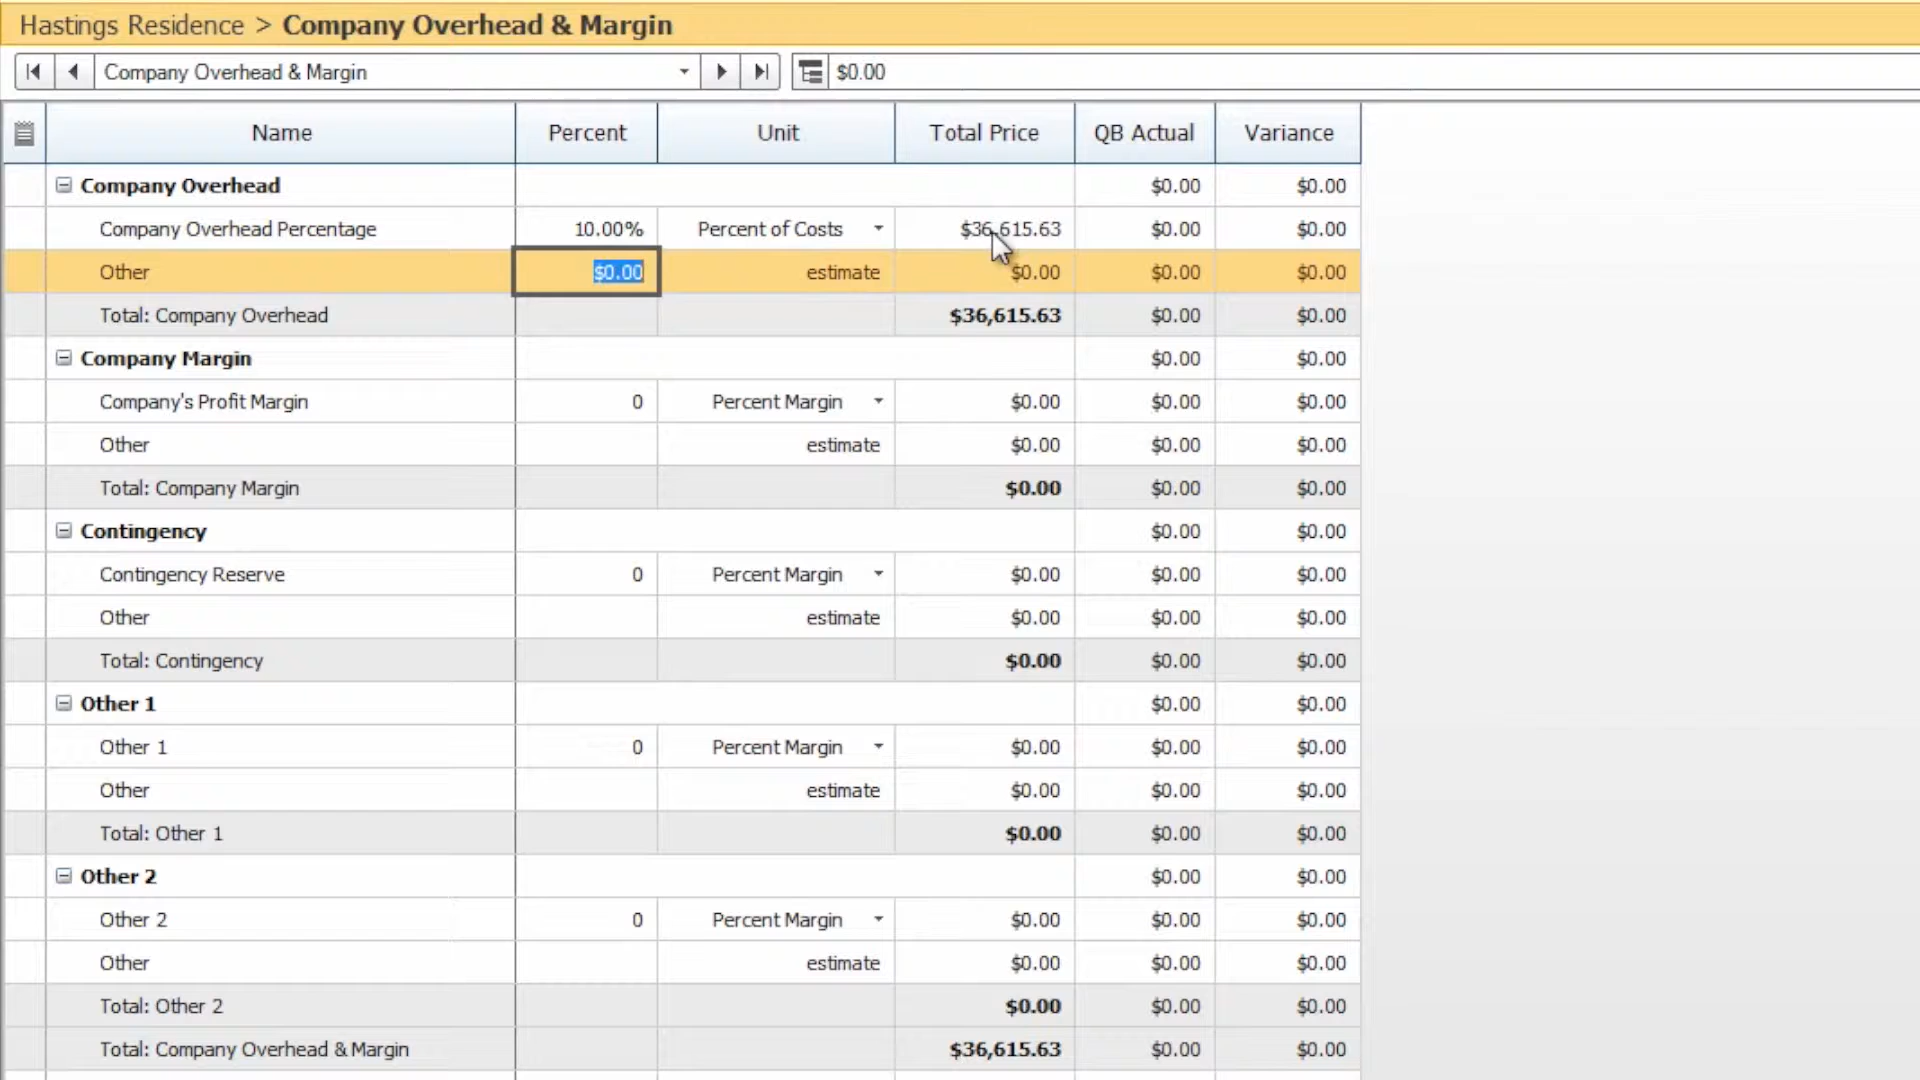 Hastings Residence > Company Overhead & Margin
Company Overhead & Margin $0.00
Name Percent Unit Total Price QB Actual Variance
Company Overhead $0.00 $0.00
Company Overhead Percentage 10.00% Percent of Costs $36,615.63 $0.00 $0.00
Other $0.00 estimate $0.00 $0.00 $0.00
Total: Company Overhead $36,615.63 $0.00 $0.00
Company Margin $0.00 $0.00
Company's Profit Margin 0 Percent Margin $0.00 $0.00 $0.00
Other estimate $0.00 $0.00 $0.00
Total: Company Margin $0.00 $0.00 $0.00
Contingency $0.00 $0.00
Contingency Reserve 0 Percent Margin $0.00 $0.00 $0.00
Other estimate $0.00 $0.00 $0.00
Total: Contingency $0.00 $0.00 $0.00
Other 1 $0.00 $0.00
Other 1 0 Percent Margin $0.00 $0.00 $0.00
Other estimate $0.00 $0.00 $0.00
Total: Other 1 $0.00 $0.00 $0.00
Other 2 $0.00 $0.00
Other 2 0 Percent Margin $0.00 $0.00 $0.00
Other estimate $0.00 $0.00 $0.00
Total: Other 2 $0.00 $0.00 $0.00
Total: Company Overhead & Margin $36,615.63 $0.00 $0.00